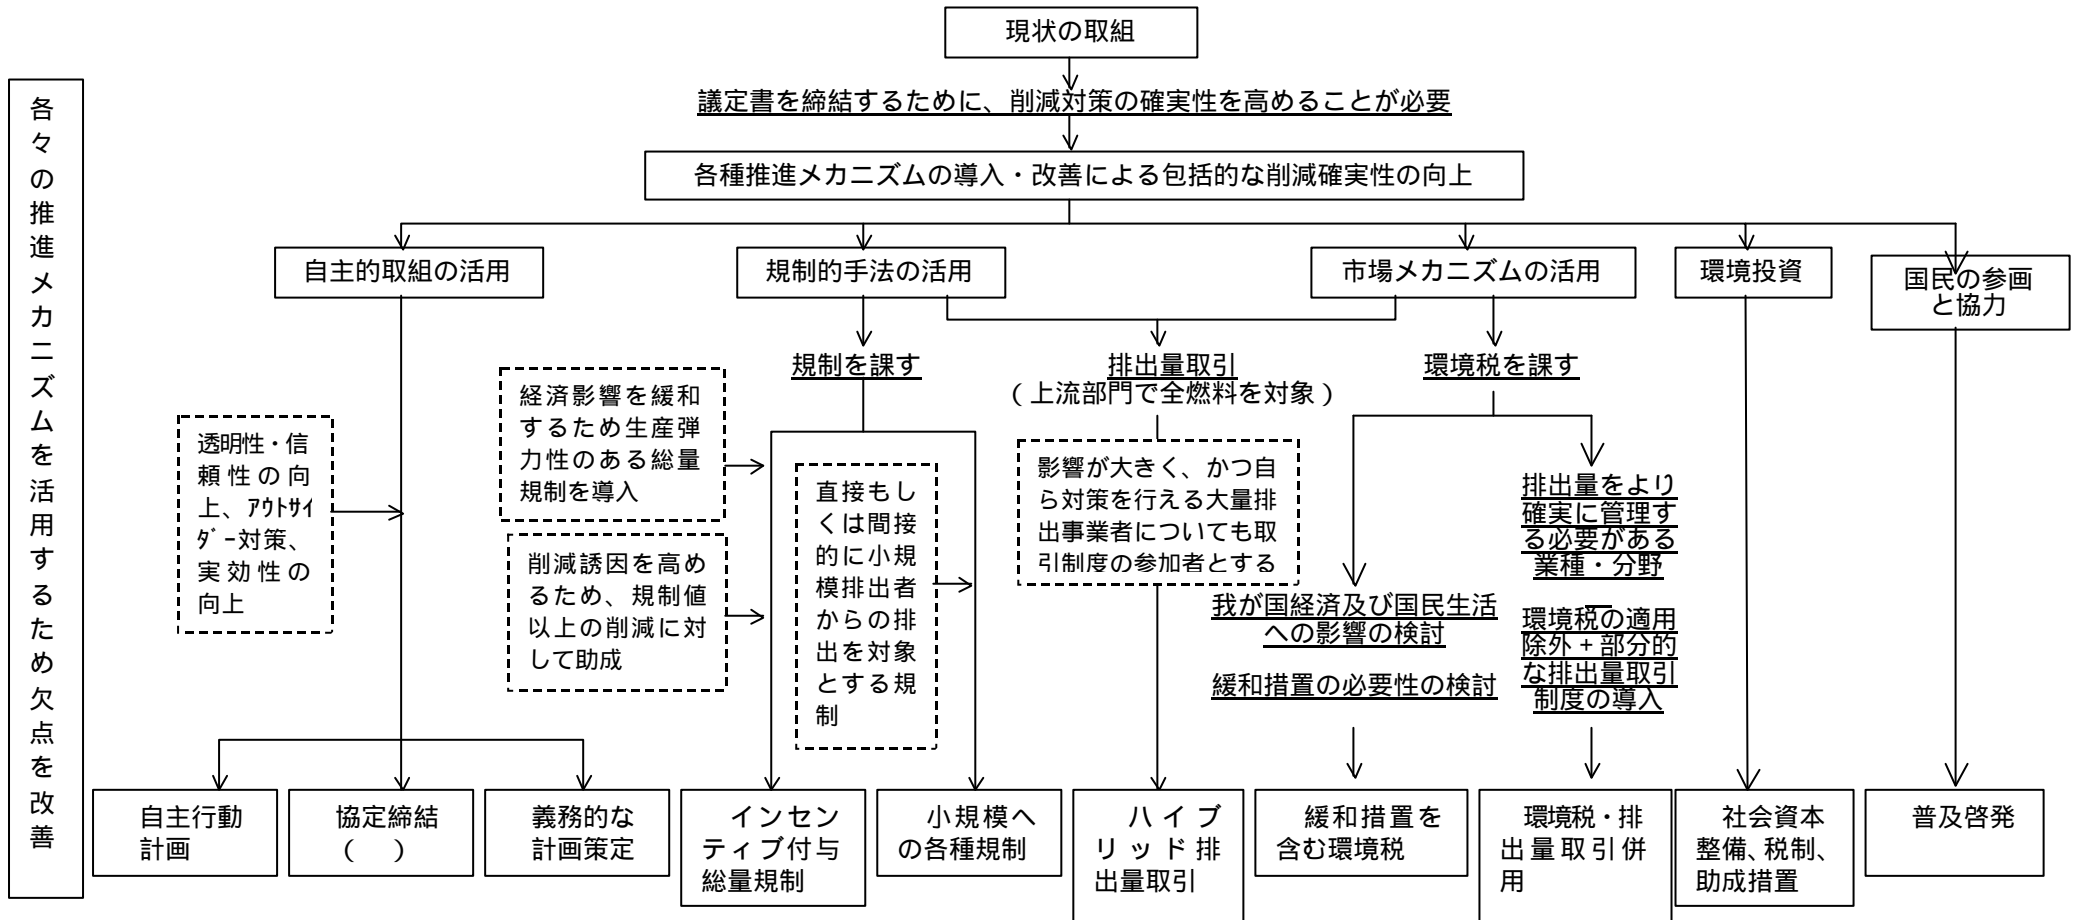 現状の取組
議定書を締結するために、削減対策の確実性を高めることが必要
各種推進メカニズムの導入・改善による包括的な削減確実性の向上
各々の推進メカニズムを活用するため欠点を改善
自主的取組の活用
規制的手法の活用
市場メカニズムの活用
環境投資
国民の参画
と協力
規制を課す
排出量取引
（上流部門で全燃料を対象）
環境税を課す
透明性・信
頼性の向
上、ｱｳﾄｻｲ
ﾀﾞｰ対策、
実効性の
向上
経済影響を緩和
するため生産弾
力性のある総量
規制を導入
削減誘因を高め
るため、規制値
以上の削減に対
して助成
直接もし
くは間接
的に小規
模排出者
からの排
出を対象
とする規
制
影響が大きく、かつ自
ら対策を行える大量排
出事業者についても取
引制度の参加者とする
我が国経済及び国民生活
への影響の検討
緩和措置の必要性の検討
排出量をより
確実に管理す
る必要がある
業種・分野
環境税の適用
除外＋部分的
な排出量取引
制度の導入
自主行動
計画
協定締結
（　）
義務的な
計画策定
インセン
ティブ付与
総量規制
小規模へ
の各種規制
ハイブ
リッド排
出量取引
緩和措置を
含む環境税
環境税・排
出量取引併
用
社会資本
整備、税制、
助成措置
普及啓発